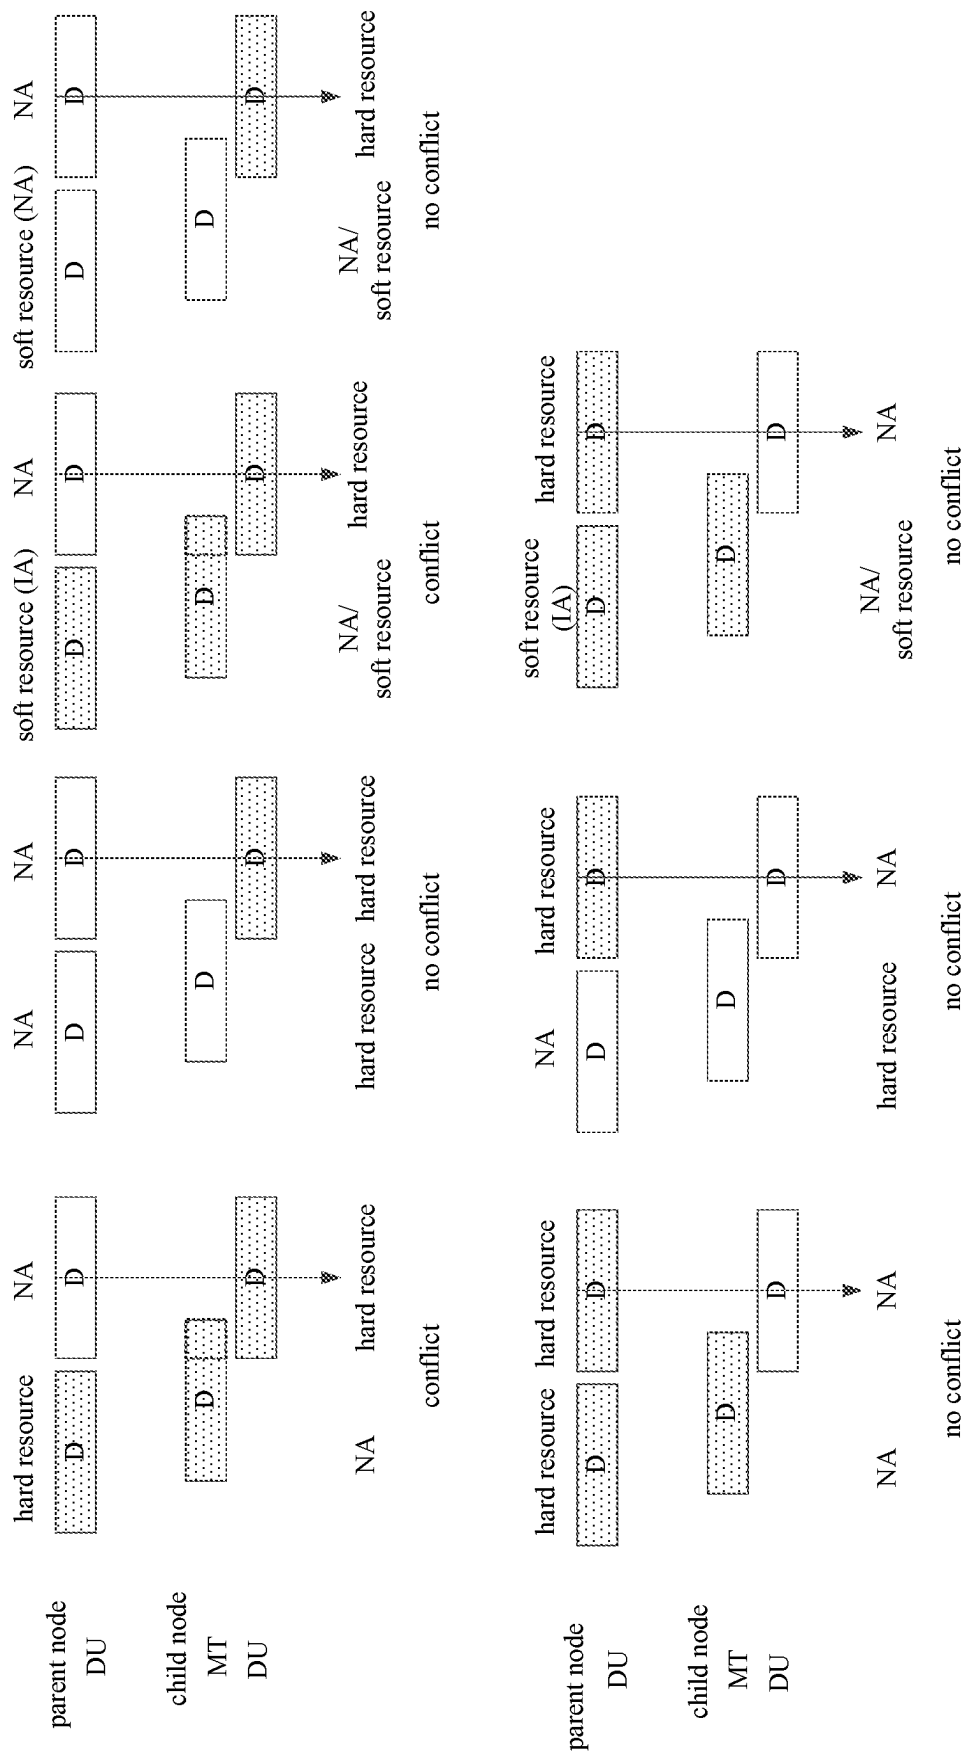 hard resource
NA
NA
NA
soft resource (IA)
NA
soft resource (NA)
NA
parent node
DU
D
D
D
D
D
D
D
D
child node
MT
D
D
D
D
DU
D
D
D
D
NA
hard resource
hard resource
hard resource
NA/
soft resource
hard resource
NA/
soft resource
hard resource
conflict
no conflict
conflict
no conflict
hard resource
hard resource
NA
hard resource
soft resource
(IA)
hard resource
parent node
DU
D
D
D
D
D
D
child node
MT
D
D
D
DU
D
D
D
NA
NA
hard resource
NA
NA/
soft resource
NA
no conflict
no conflict
no conflict